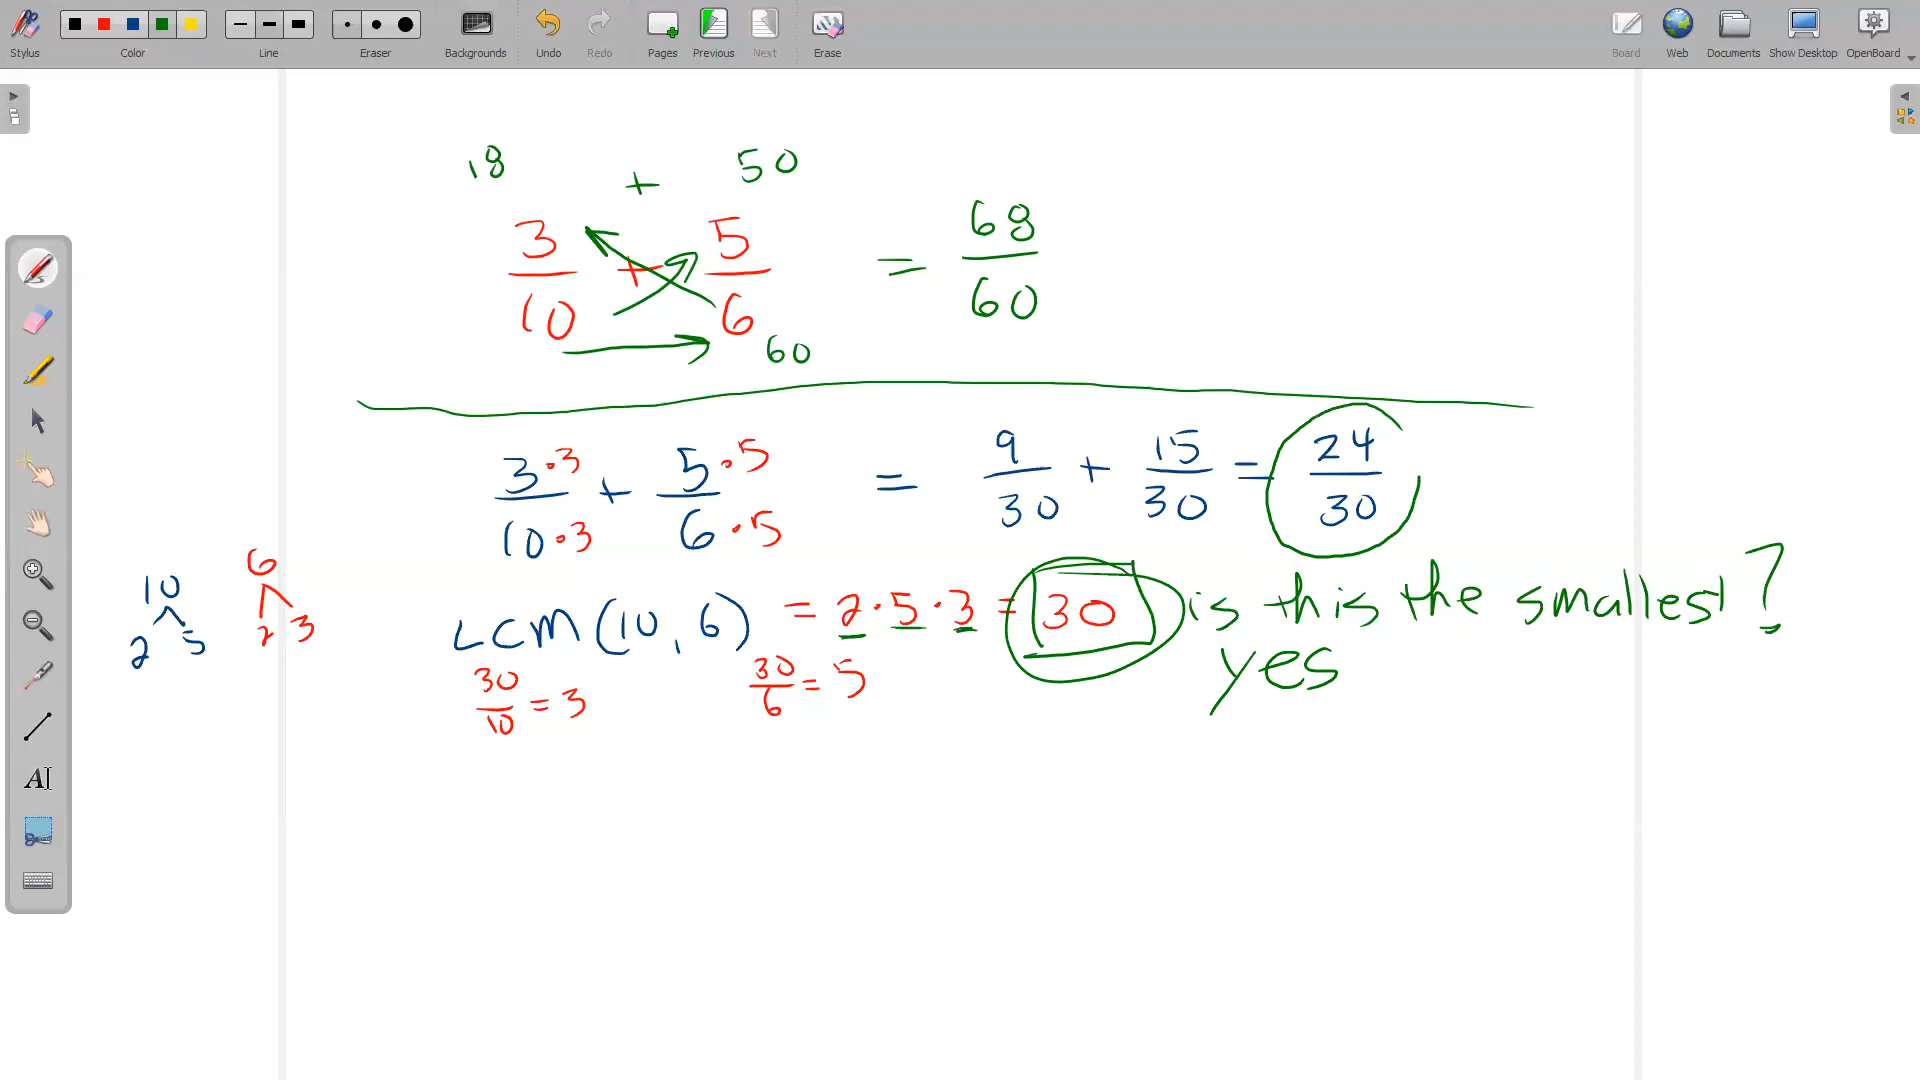 Stylus Color Line Eraser Backgrounds Undo Redo Pages Previous Next Erase Board Web Documents Show Desktop OpenBoard
18 + 50
3/10 + 5/6 = 68/60
60
3·3/10·3 + 5·5/6·5 = 9/30 + 15/30 = 24/30
10
2 5
6
2 3
LCM(10, 6) = 2·5·3 = 30 is this the smallest?
yes
30/10 = 3
30/6 = 5
AI